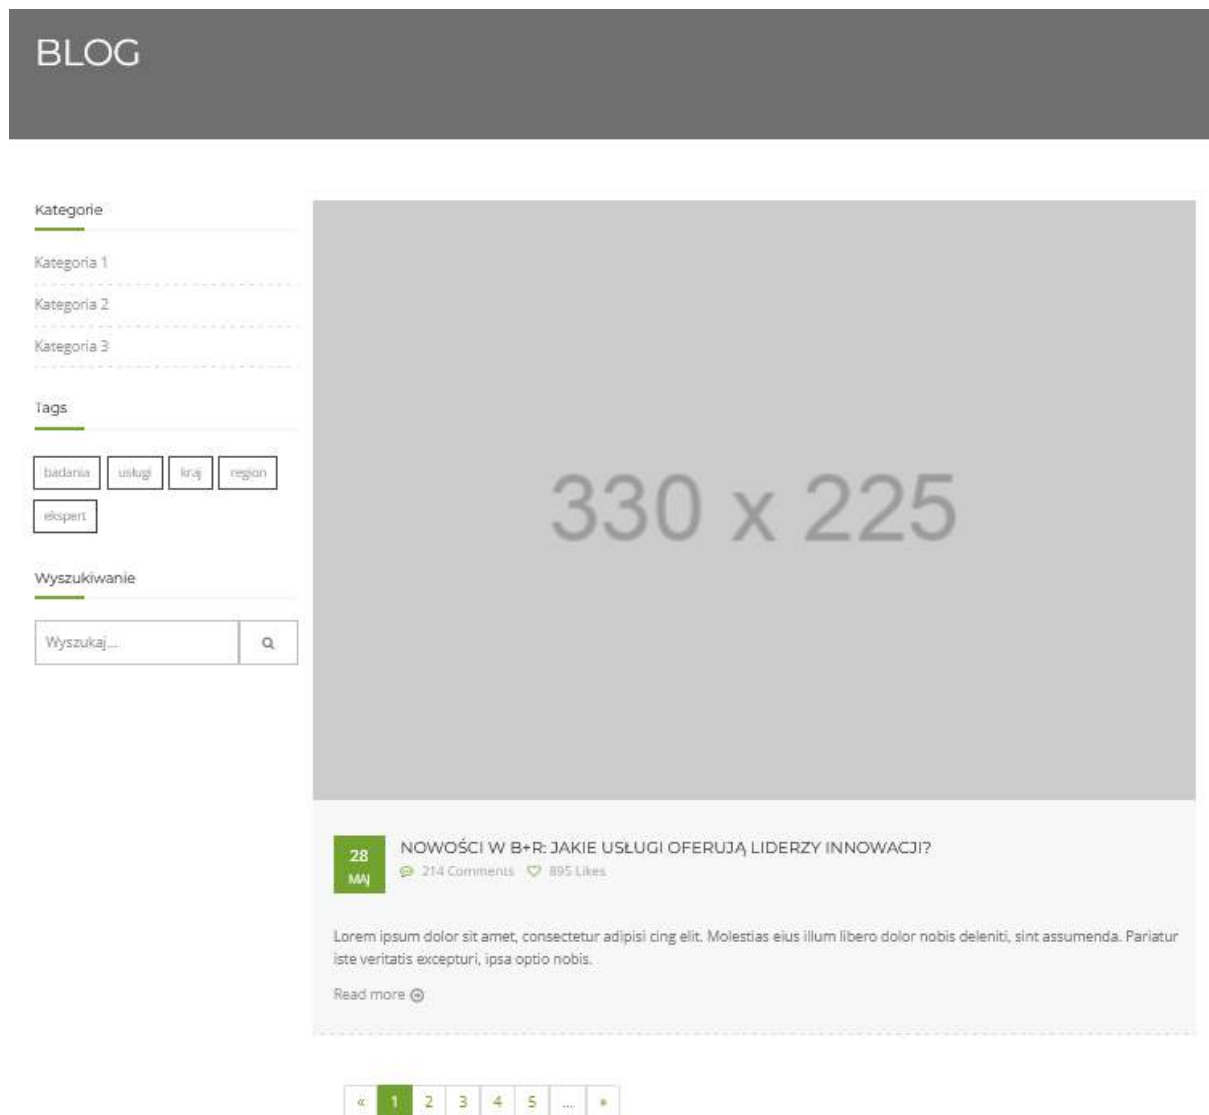 BLOG
Kategorie
Kategoria 1
Kategoria 2
Kategoria 3
Tags
badania usługi kraj region
ekspert
Wyszukiwanie
Wyszukaj...
330 x 225
28
MAJ
NOWOŚCI W B+R: JAKIE USŁUGI OFERUJĄ LIDERZY INNOWACJI?
214 Comments 895 Likes
Lorem ipsum dolor sit amet, consectetur adipisi cing elit. Molestias eius illum libero dolor nobis deleniti, sint assumenda. Pariatur
iste veritatis excepturi, ipsa optio nobis.
Read more
« 1 2 3 4 5 ... »